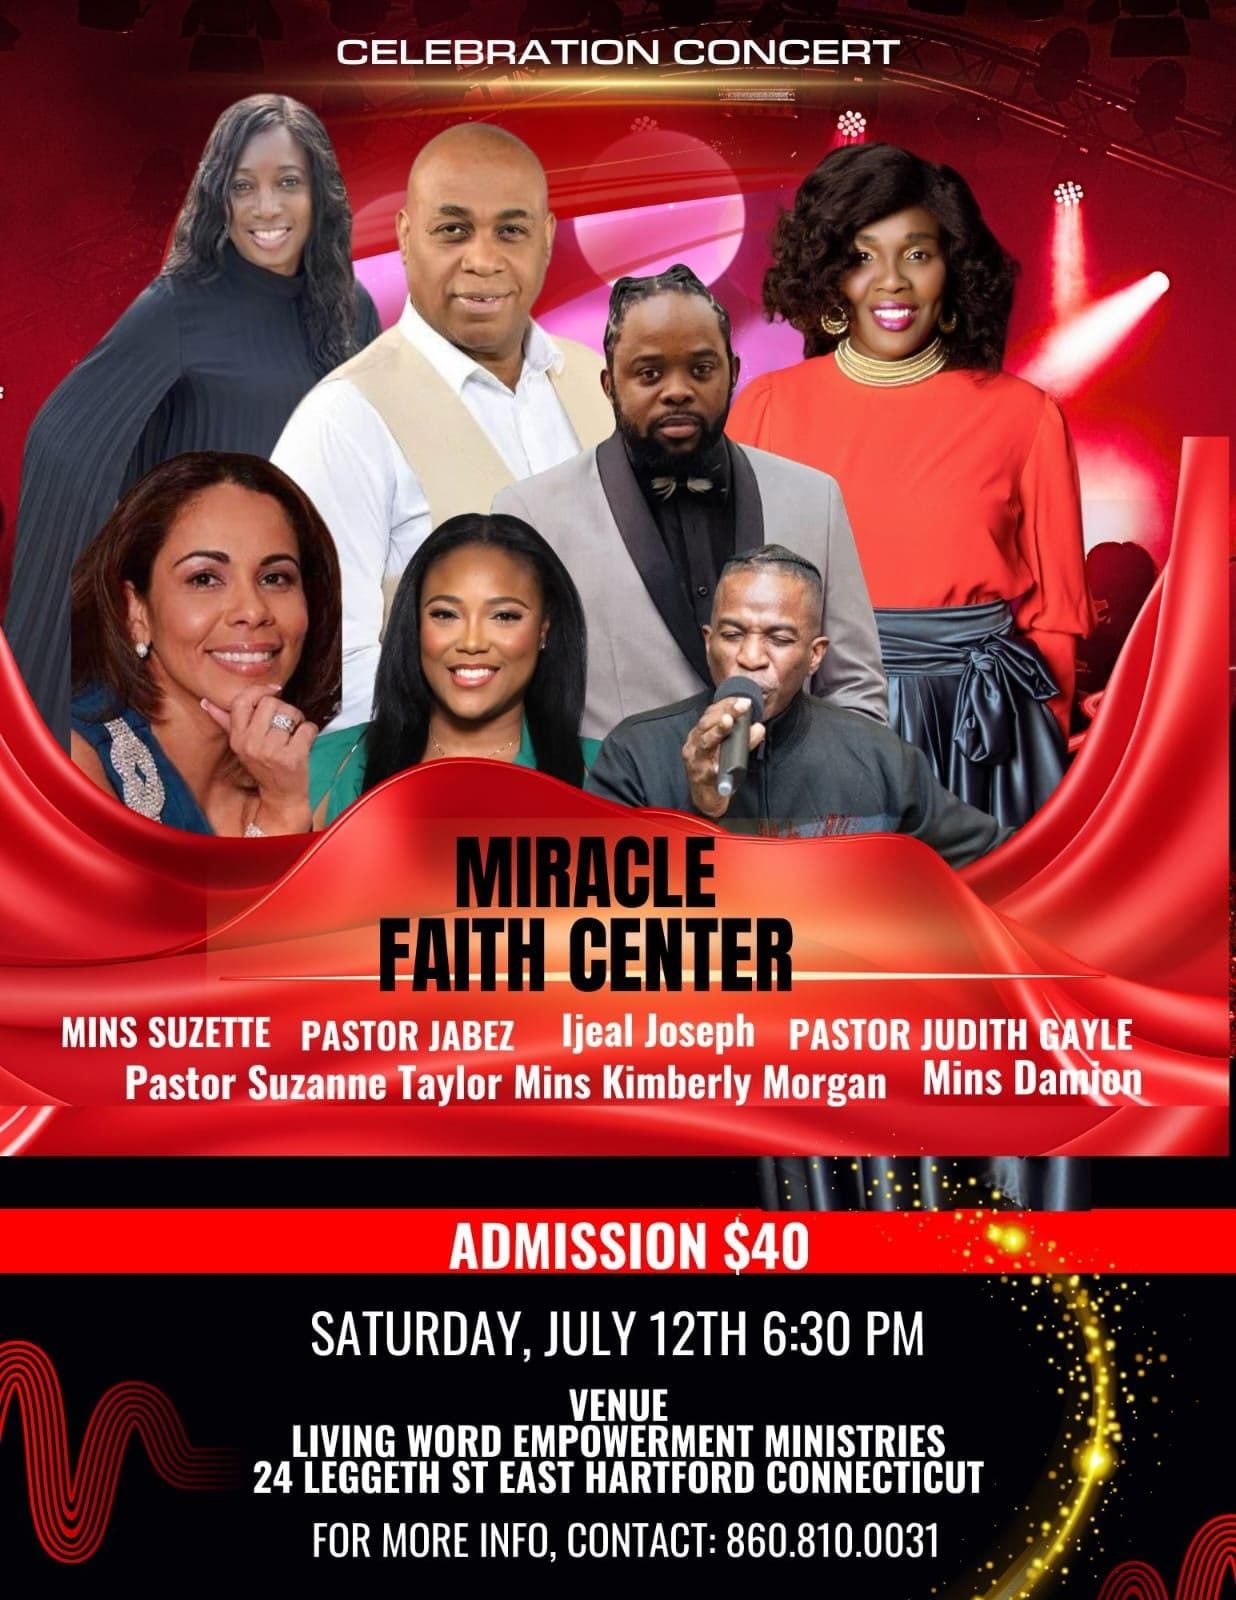 CELEBRATION CONCERT
MIRACLE
FAITH CENTER
MINS SUZETTE PASTOR JABEZ Ijeal Joseph PASTOR JUDITH GAYLE
Pastor Suzanne Taylor Mins Kimberly Morgan Mins Damion
ADMISSION $40
SATURDAY, JULY 12TH 6:30 PM
VENUE
LIVING WORD EMPOWERMENT MINISTRIES
24 LEGGETH ST EAST HARTFORD CONNECTICUT
FOR MORE INFO, CONTACT: 860.810.0031